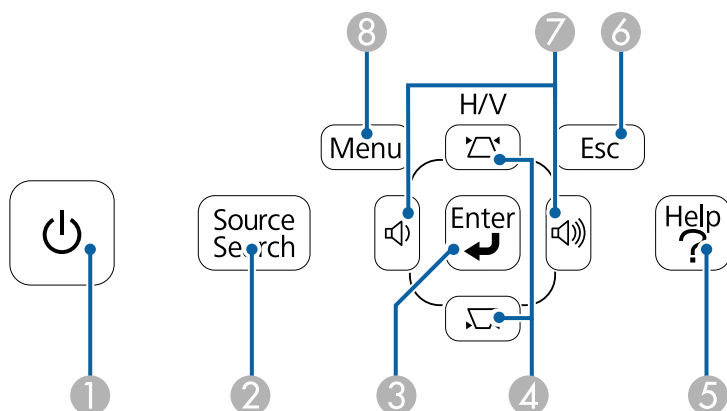 8 7 6
H/V
Menu Esc
Source
Search
Enter
Help
?
1 2 3 4 5